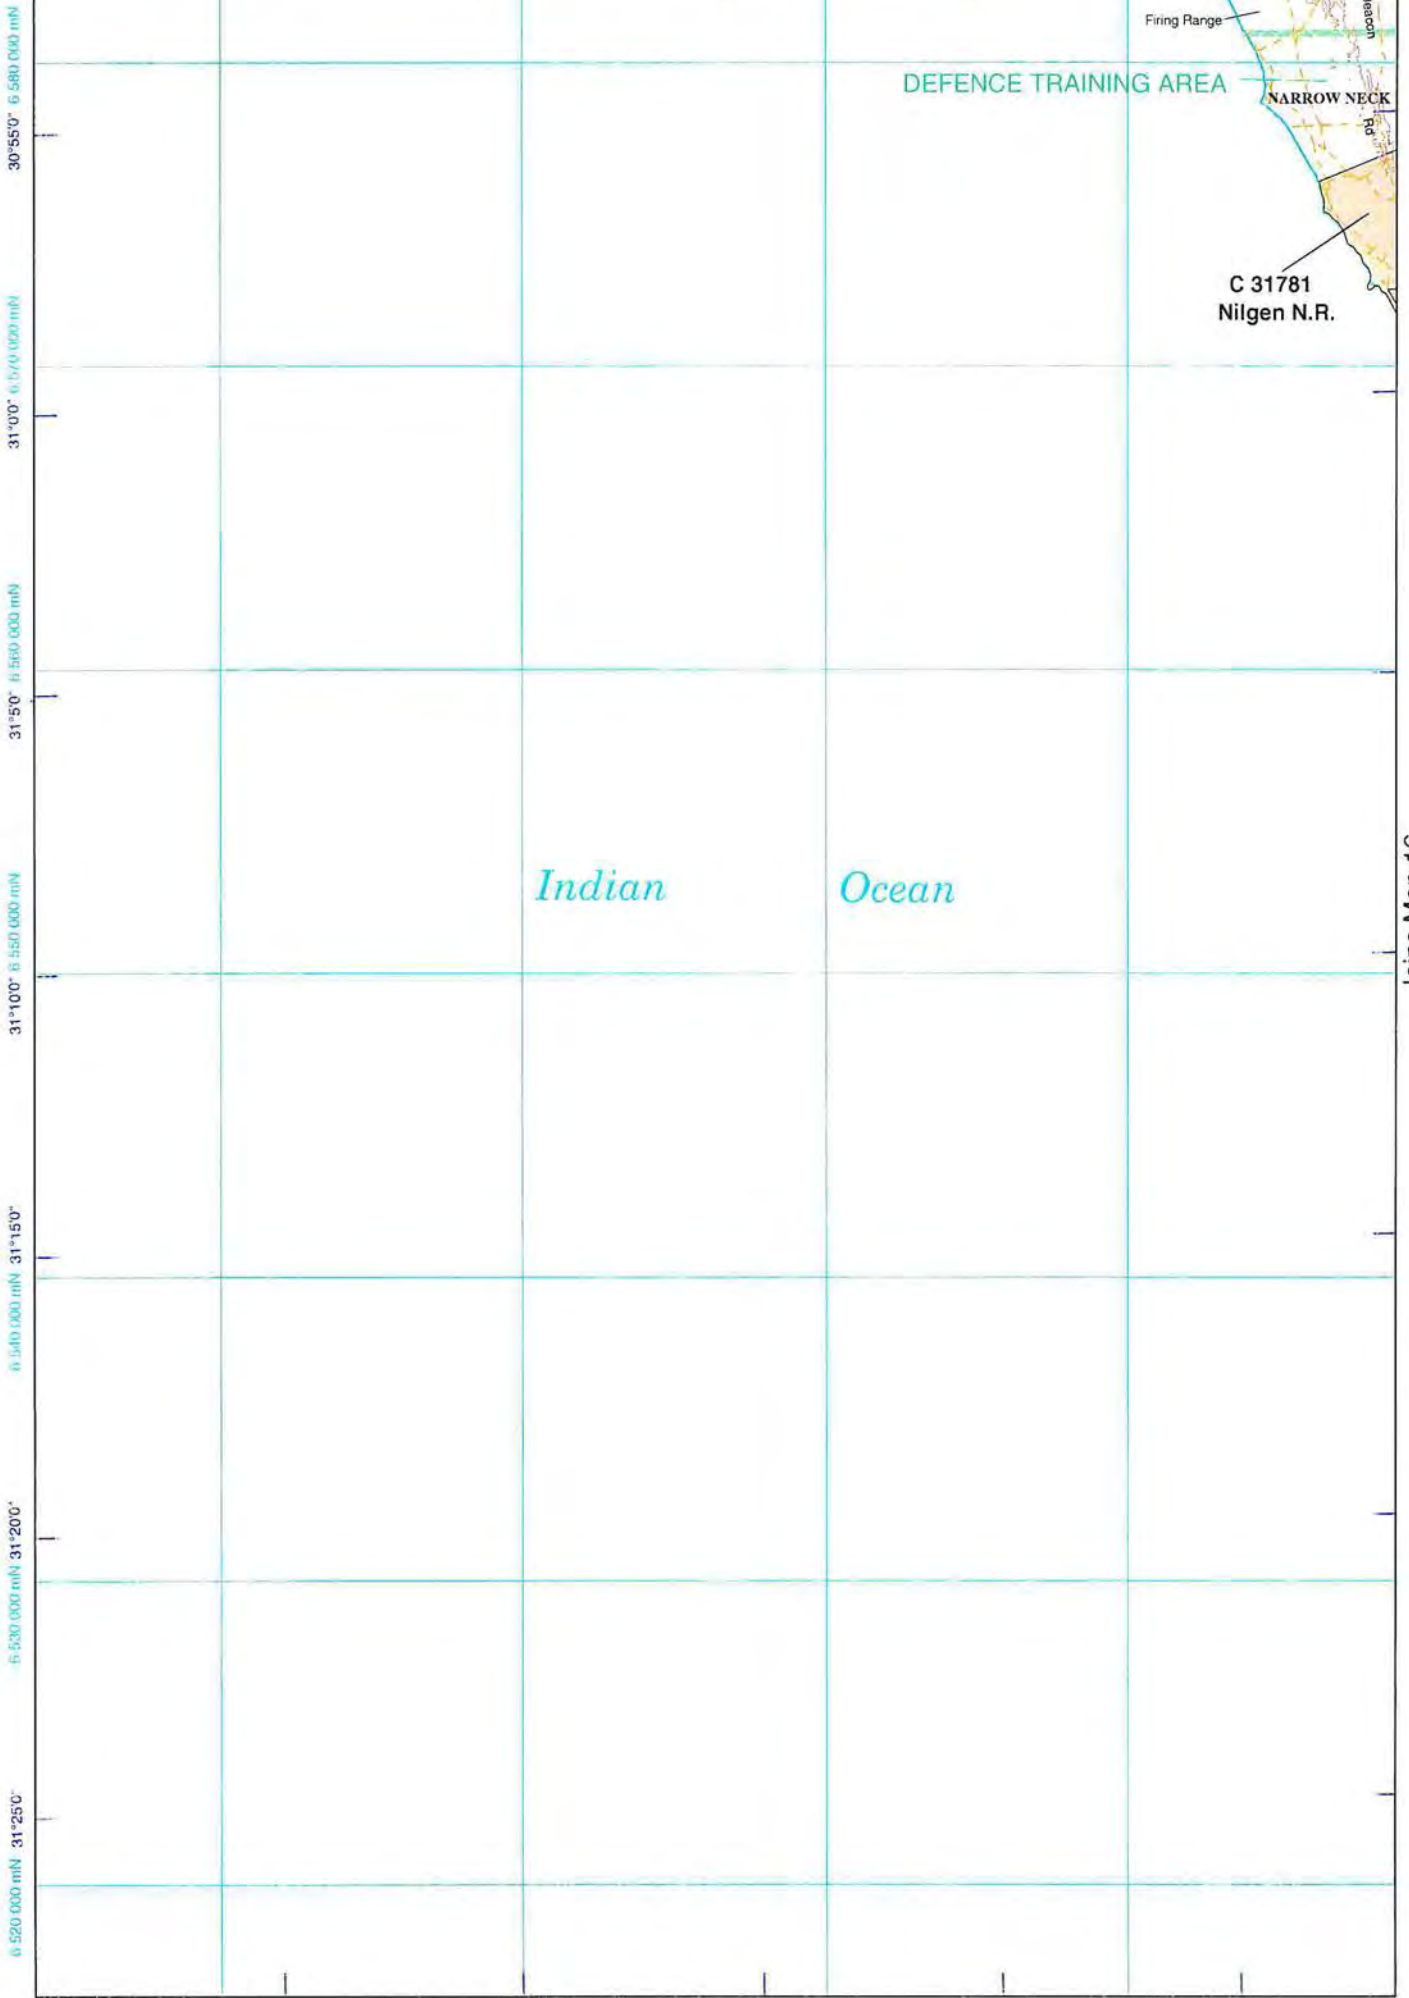 Firing Range
DEFENCE TRAINING AREA
NARROW NECK
Rd
C 31781
Nilgen N.R.
Indian Ocean
6 580 000 mN
30°55'0"
6 570 000 mN
31°0'0"
6 560 000 mN
31°5'0"
6 550 000 mN
31°10'0"
31°15'0"
6 540 000 mN
31°20'0"
6 530 000 mN
31°25'0"
6 520 000 mN